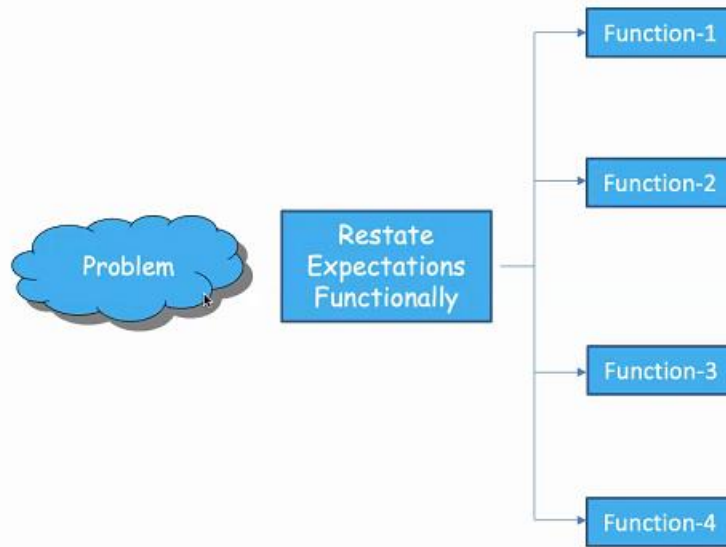 Problem
Restate
Expectations
Functionally
Function-1
Function-2
Function-3
Function-4